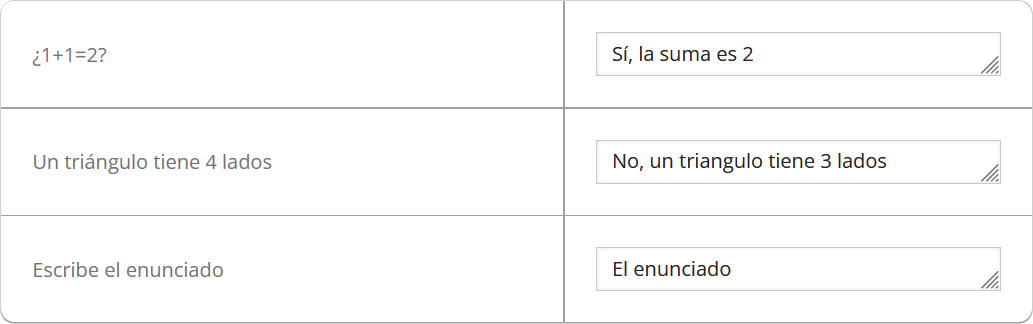 ¿1+1=2?
Sí, la suma es 2
Un triángulo tiene 4 lados
No, un triangulo tiene 3 lados
Escribe el enunciado
El enunciado